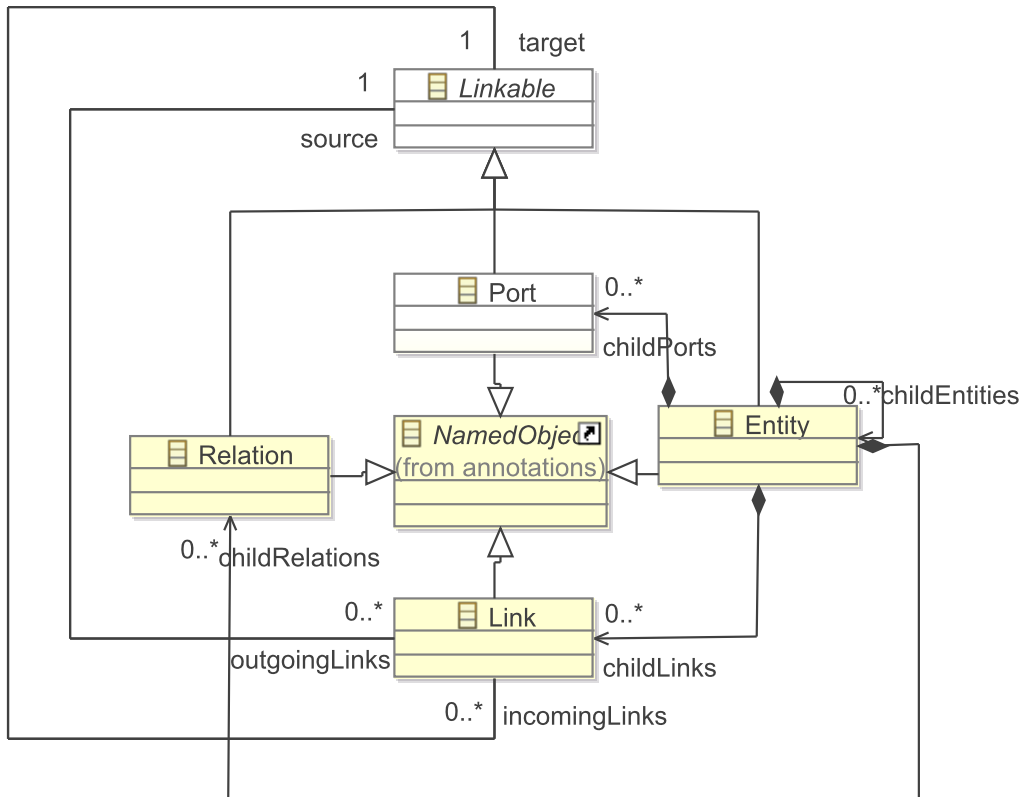 1
target
1
Linkable
source
Port
0..*
childPorts
0..*
childEntities
Entity
NamedObjec
(from annotations)
Relation
0..*
childRelations
0..*
Link
0..*
outgoingLinks
childLinks
0..*
incomingLinks